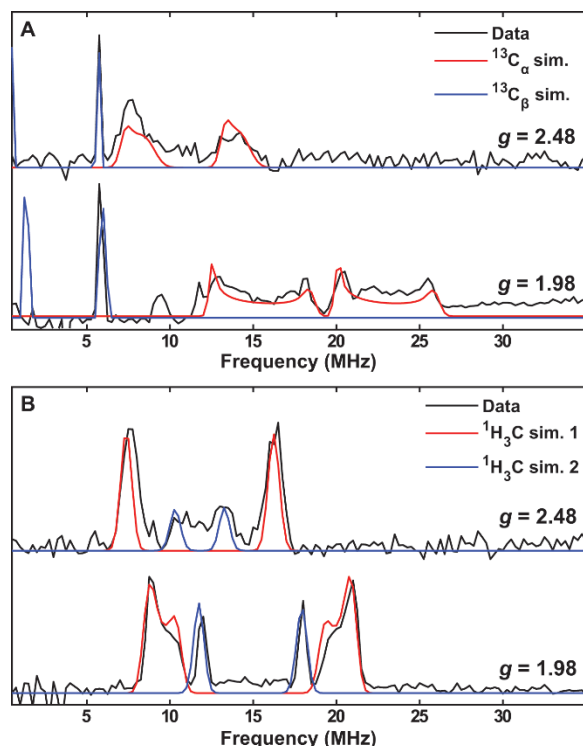 A
Data
¹³Cα sim.
¹³Cβ sim.
g = 2.48
g = 1.98
5 10 15 20 25 30
Frequency (MHz)
B
Data
¹H₃C sim. 1
¹H₃C sim. 2
g = 2.48
g = 1.98
5 10 15 20 25 30
Frequency (MHz)